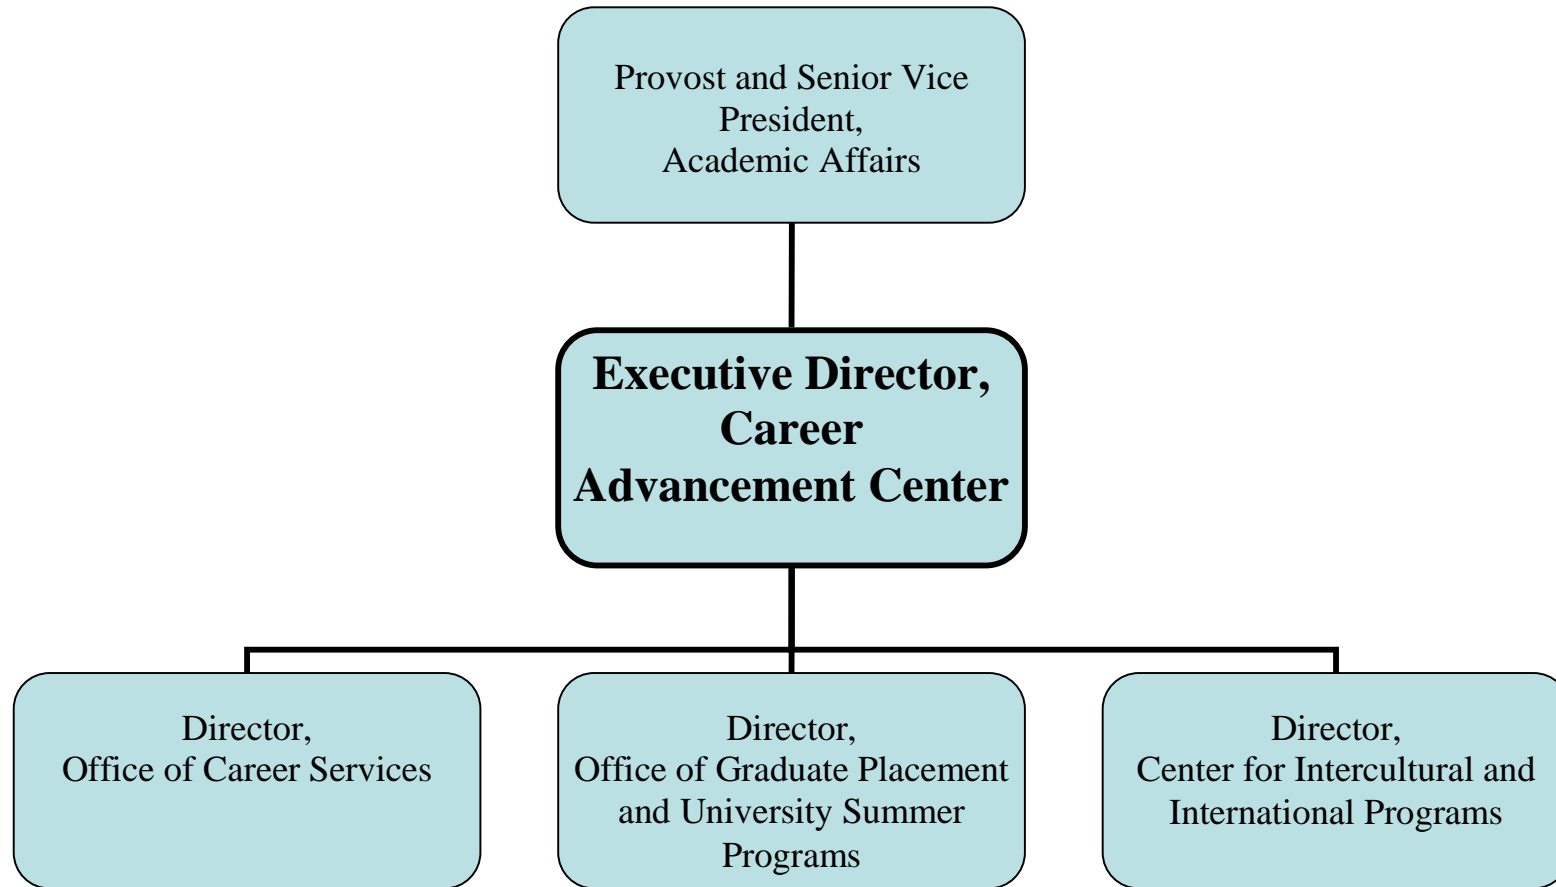 Provost and Senior Vice
President,
Academic Affairs
Executive Director,
Career
Advancement Center
Director,
Office of Career Services
Director,
Office of Graduate Placement
and University Summer
Programs
Director,
Center for Intercultural and
International Programs